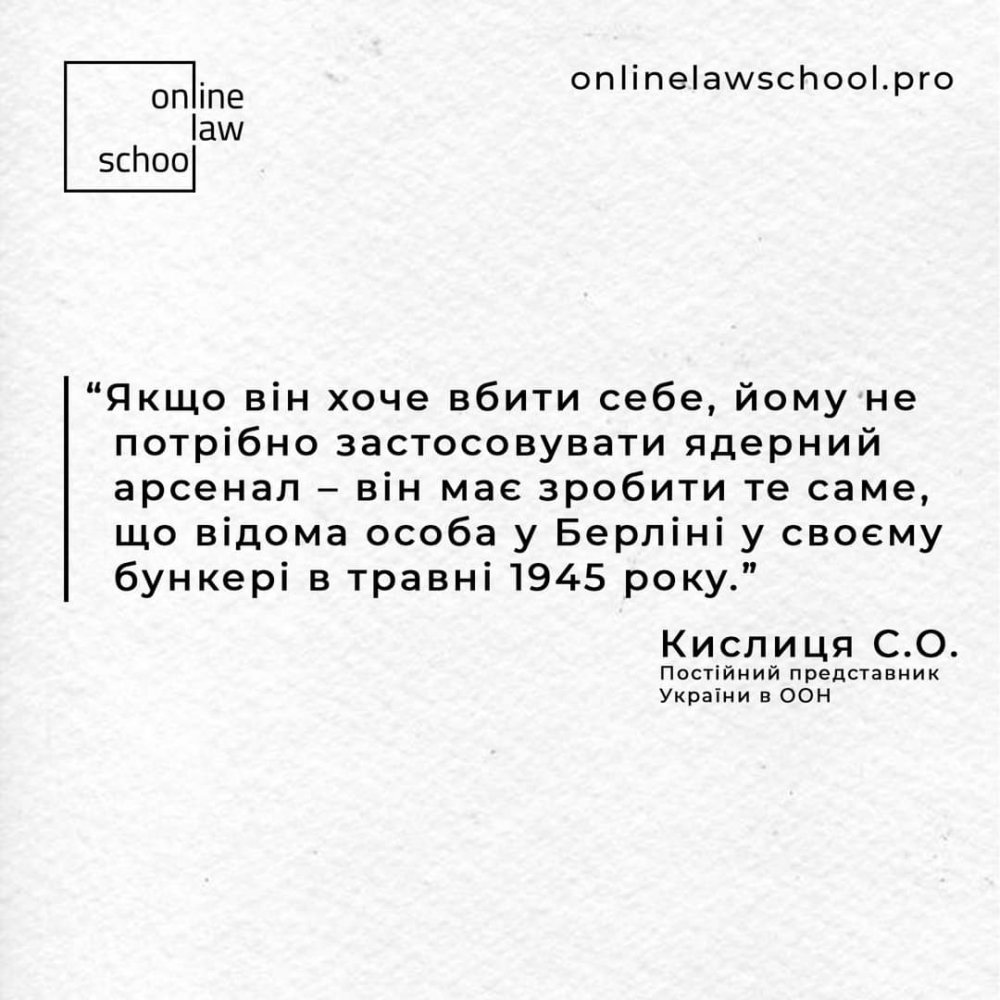 online
law
school
onlinelawschool.pro
“Якщо він хоче вбити себе, йому не
потрібно застосовувати ядерний
арсенал – він має зробити те саме,
що відома особа у Берліні у своєму
бункері в травні 1945 року.”
Кислиця С.О.
Постійний представник
України в ООН